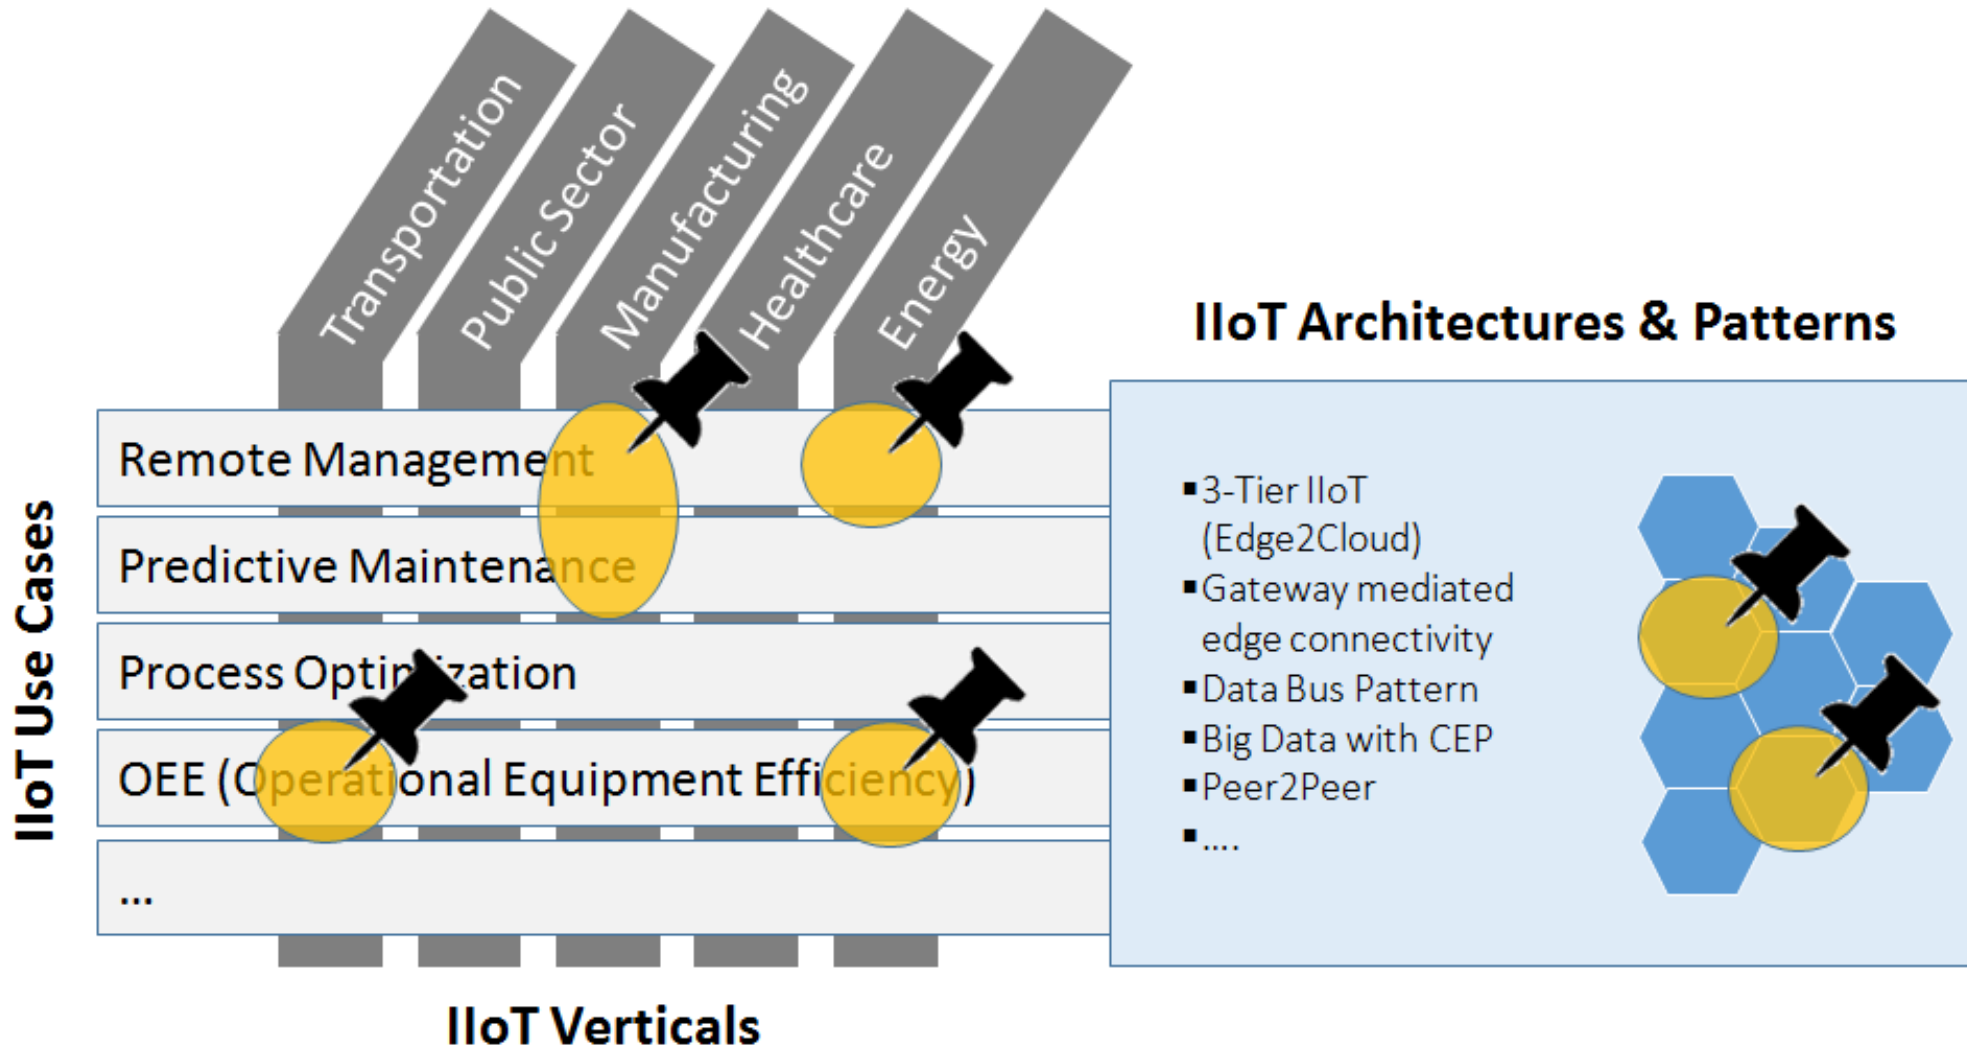 Transportation
Public Sector
Manufacturing
Healthcare
Energy
IIoT Use Cases
Remote Management
Predictive Maintenance
Process Optimization
OEE (Operational Equipment Efficiency)
...
IIoT Verticals
IIoT Architectures & Patterns
▪3-Tier IIoT
(Edge2Cloud)
▪Gateway mediated
edge connectivity
▪Data Bus Pattern
▪Big Data with CEP
▪Peer2Peer
▪....